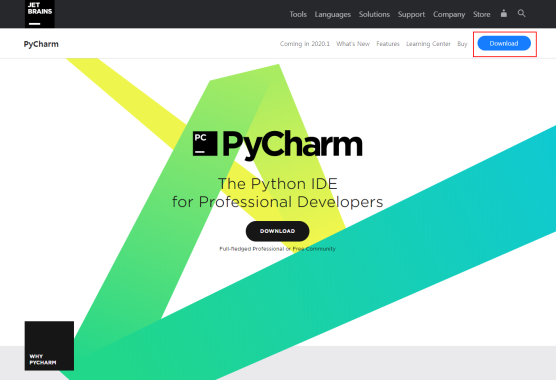 JET
BRAINS
Tools Languages Solutions Support Company Store
PyCharm
Coming in 2020.1 What's New Features Learning Center Buy Download
PC PyCharm
The Python IDE
for Professional Developers
DOWNLOAD
Full-fledged Professional or Free Community
WHY
PYCHARM